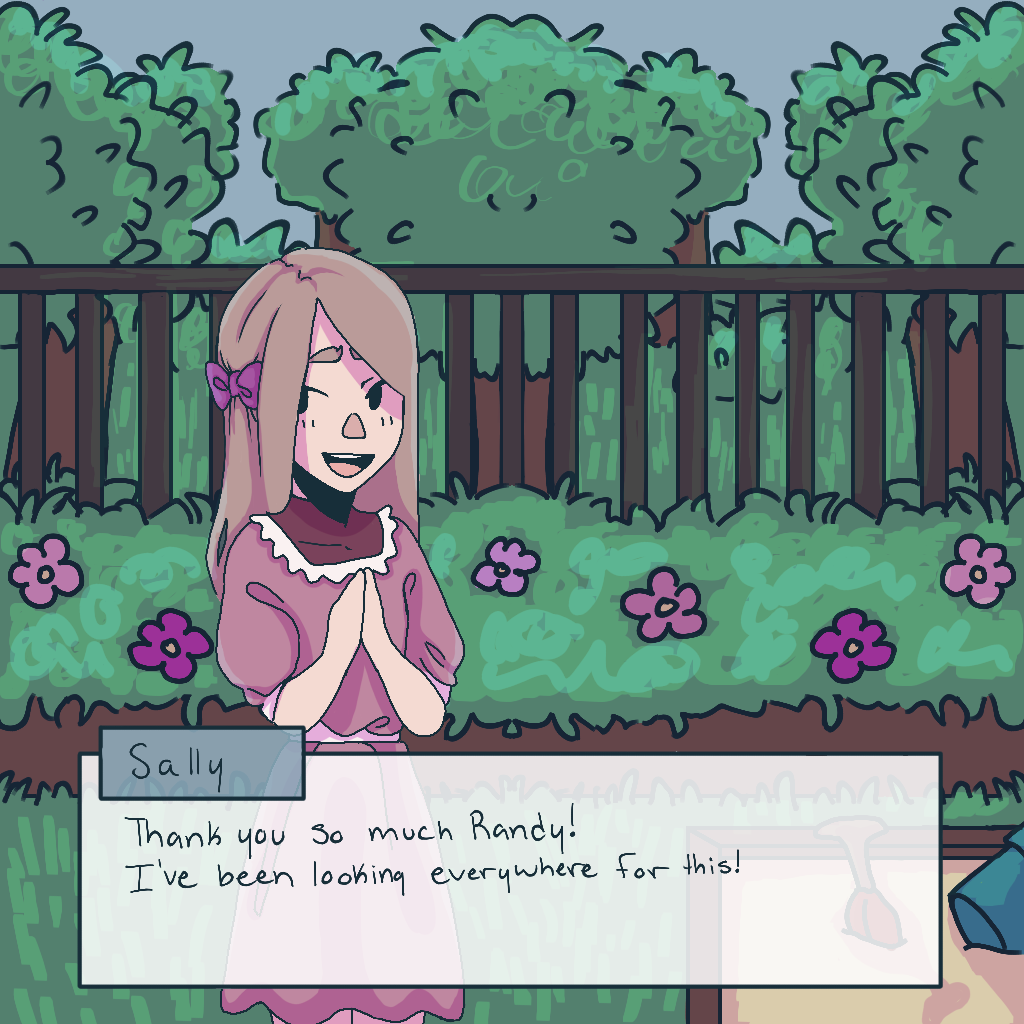 Sally
Thank you so much Randy!
I've been looking everywhere for this!